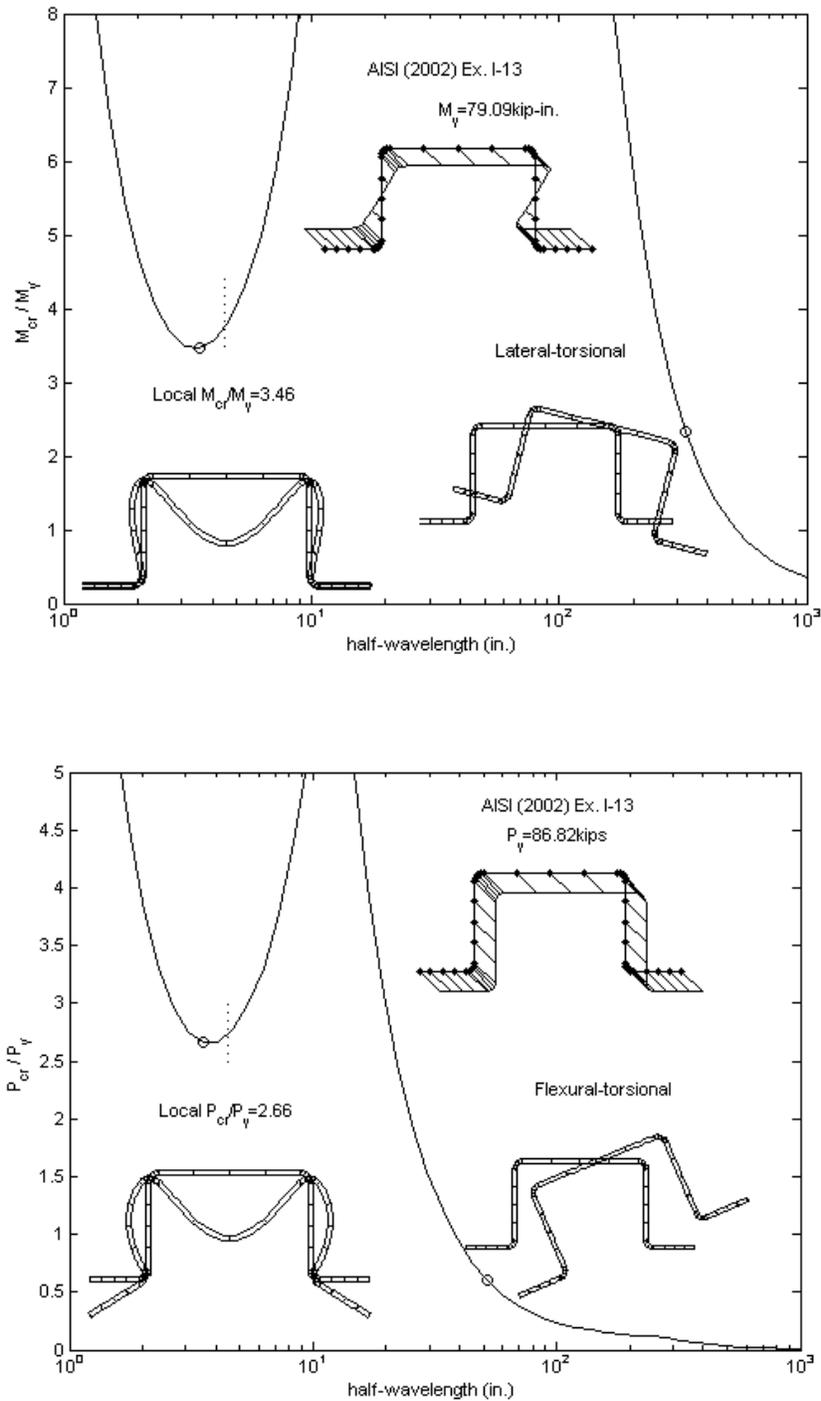 8
7
6
5
4
3
2
1
0
M_cr / M_y
AISI (2002) Ex. I-13
M_y=79.09kip-in.
Lateral-torsional
Local M_cr/M_y=3.46
10^0 10^1 10^2 10^3
half-wavelength (in.)
5
4.5
4
3.5
3
2.5
2
1.5
1
0.5
0
P_cr / P_y
AISI (2002) Ex. I-13
P_y=86.82kips
Flexural-torsional
Local P_cr/P_y=2.66
10^0 10^1 10^2 10^3
half-wavelength (in.)